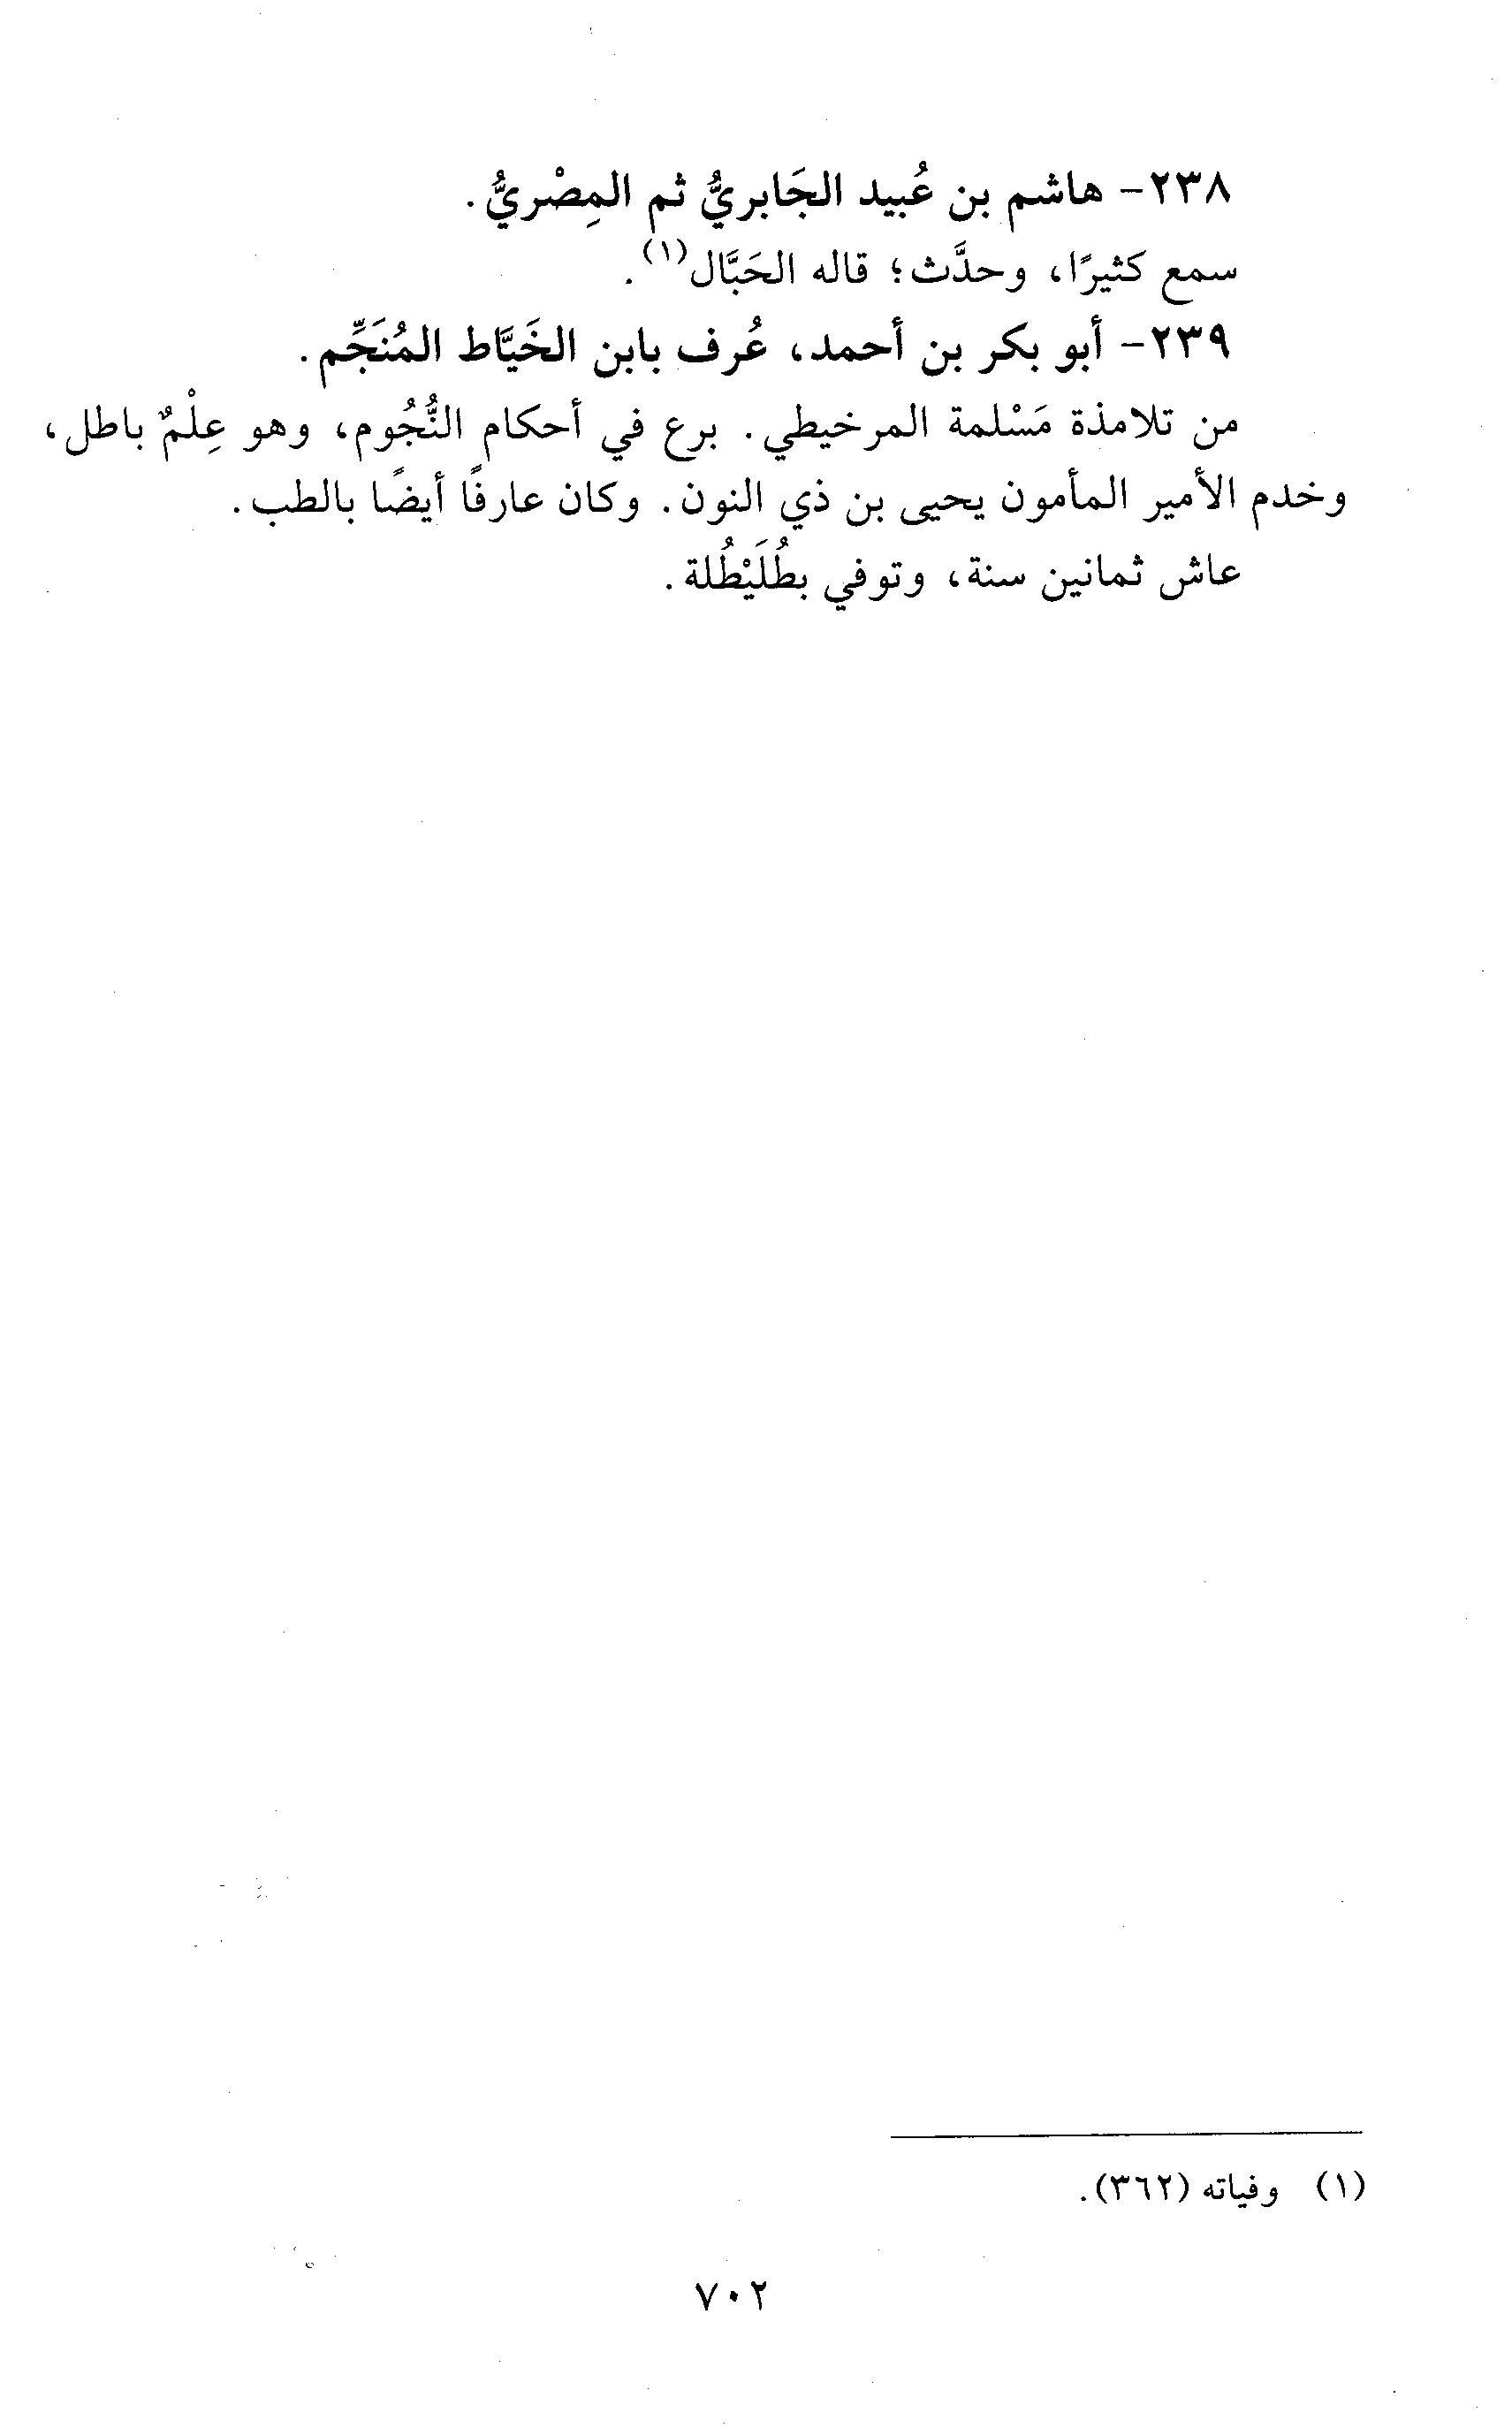 ٢٣٨- هاشم بن عُبيد الجَابريُّ ثم المِصْريُّ.
سمع كثيرًا، وحدَّث؛ قاله الحَبَّال(١).
٢٣٩- أبو بكر بن أحمد، عُرف بابن الخَيَّاط المُنَجِّم.
من تلامذة مَسْلمة المرخيطي. برع في أحكام النُّجُوم، وهو عِلْمٌ باطل،
وخدم الأمير المأمون يحيى بن ذي النون. وكان عارفًا أيضًا بالطب.
عاش ثمانين سنة، وتوفي بطُلَيْطُلة.
(١) وفياته (٣٦٢).
٧٠٢